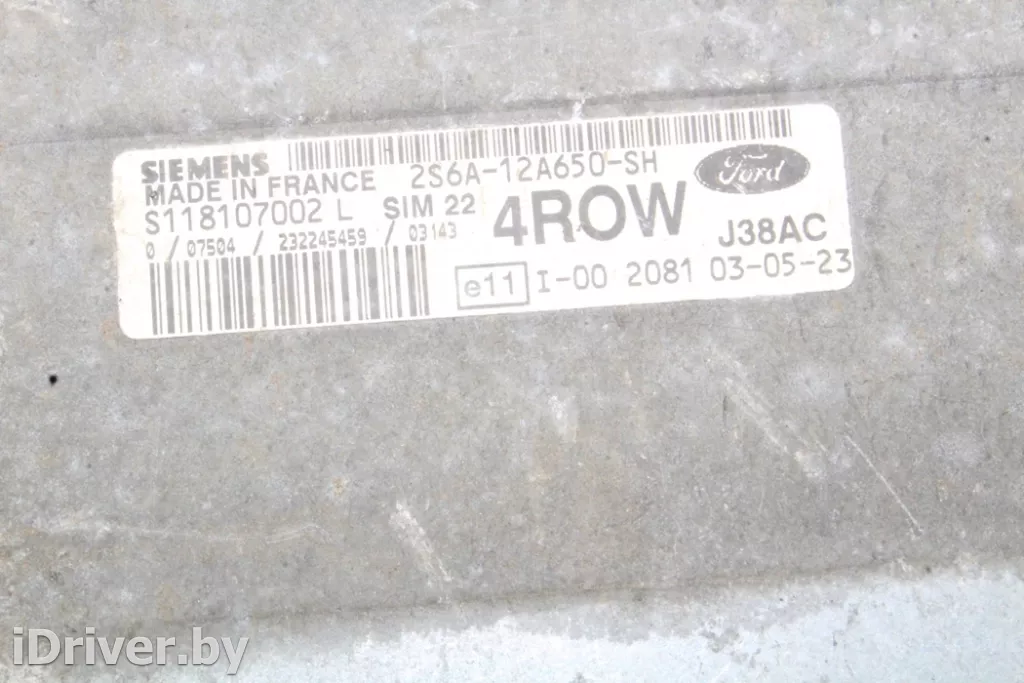 SIEMENS
MADE IN FRANCE 2S6A-12A650-SH Ford
S118107002 L SIM 22 4ROW J38AC
0 / 07504 / 232245459 / 03143
e11 I-00 2081 03-05-23
iDriver.by